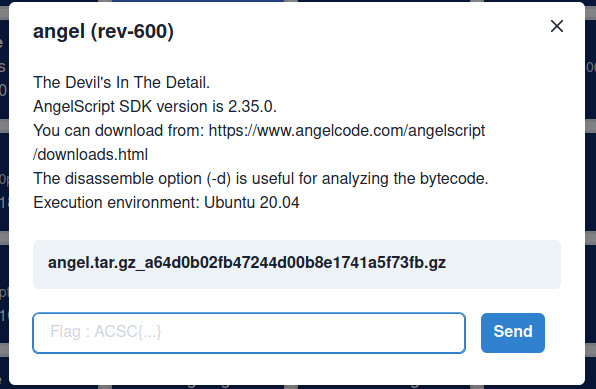 angel (rev-600)
The Devil's In The Detail.
AngelScript SDK version is 2.35.0.
You can download from: https://www.angelcode.com/angelscript
/downloads.html
The disassemble option (-d) is useful for analyzing the bytecode.
Execution environment: Ubuntu 20.04
angel.tar.gz_a64d0b02fb47244d00b8e1741a5f73fb.gz
Flag : ACSC{...}
Send